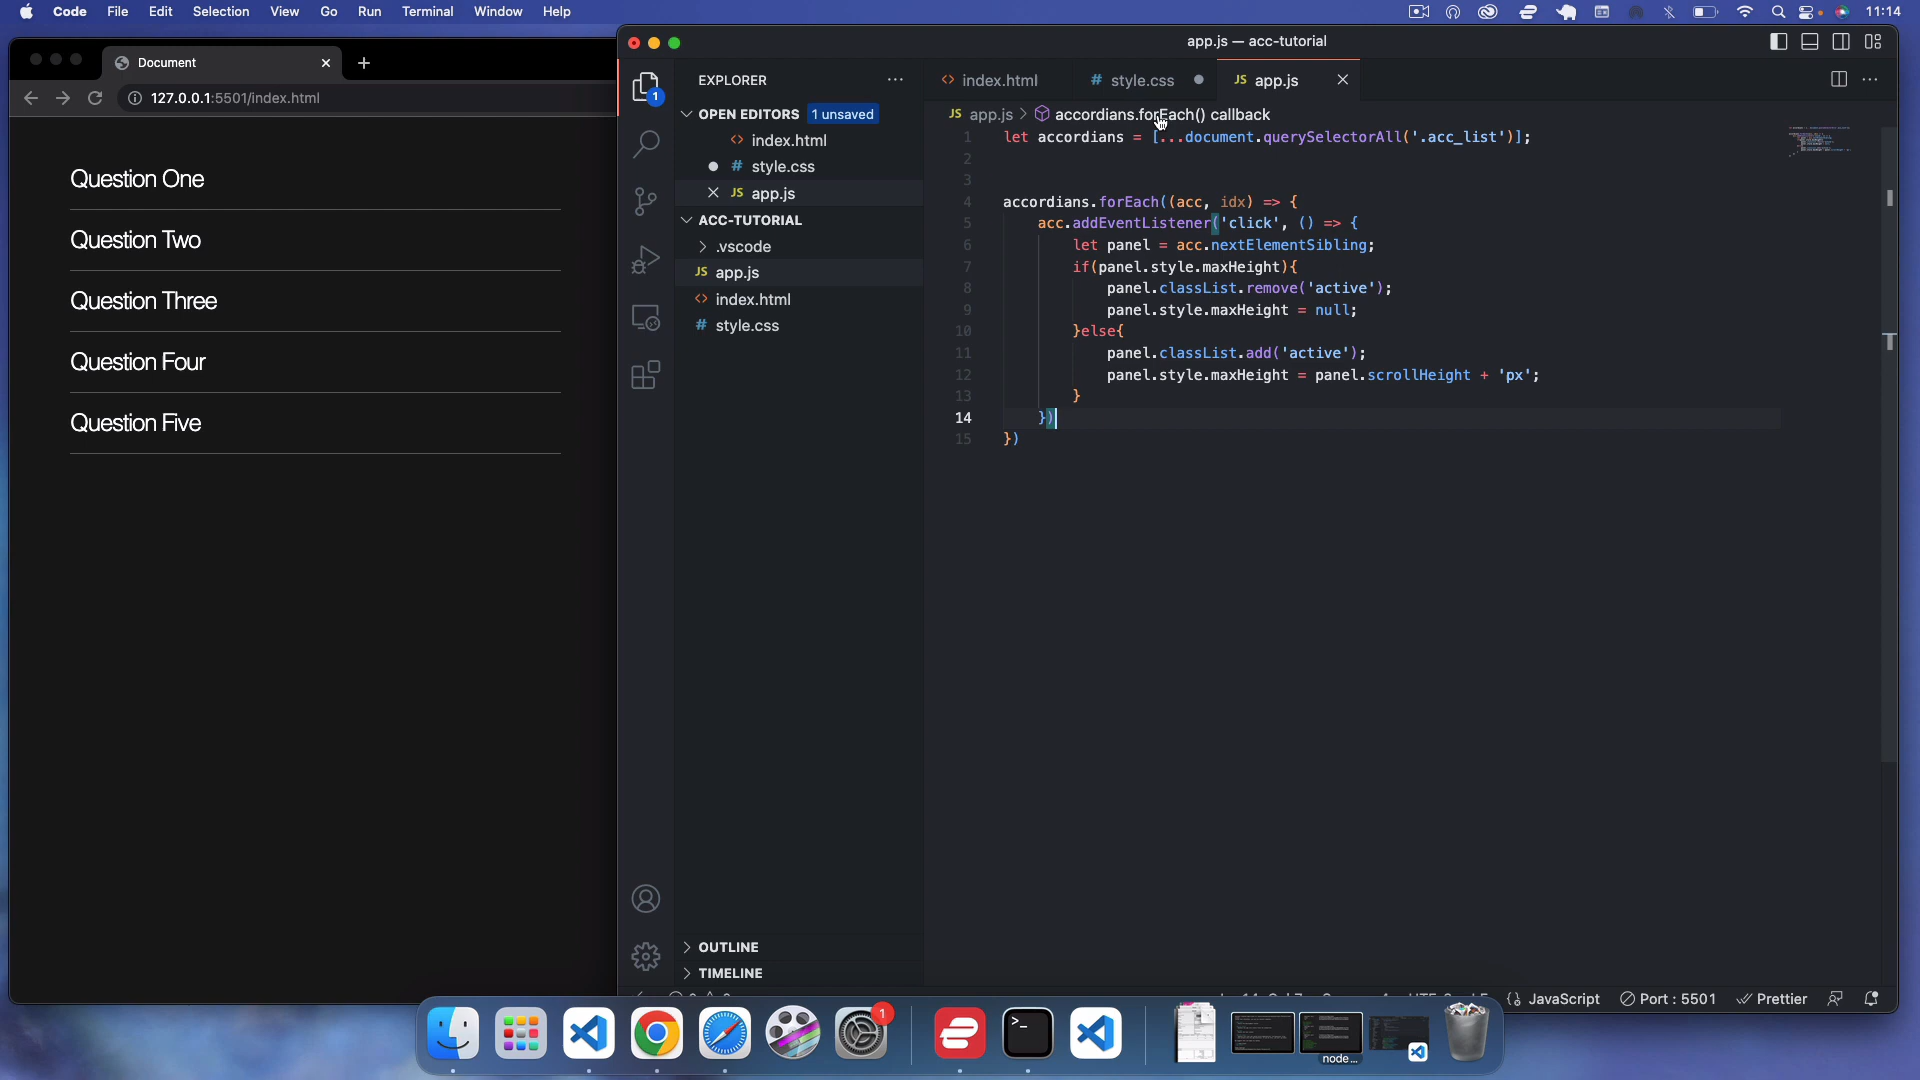 Code File Edit Selection View Go Run Terminal Window Help 11:14
Document
127.0.0.1:5501/index.html
Question One
Question Two
Question Three
Question Four
Question Five
app.js — acc-tutorial
EXPLORER
OPEN EDITORS 1 unsaved
index.html
style.css
app.js
ACC-TUTORIAL
.vscode
JS app.js
index.html
# style.css
OUTLINE
TIMELINE
1
<> index.html # style.css JS app.js
JS app.js > accordians.forEach() callback
1 let accordians = [...document.querySelectorAll('.acc_list')];
2
3
4 accordians.forEach((acc, idx) => {
5 acc.addEventListener('click', () => {
6 let panel = acc.nextElementSibling;
7 if(panel.style.maxHeight){
8 panel.classList.remove('active');
9 panel.style.maxHeight = null;
10 }else{
11 panel.classList.add('active');
12 panel.style.maxHeight = panel.scrollHeight + 'px';
13 }
14 })
15 })
{} JavaScript Port : 5501 Prettier
1
node...